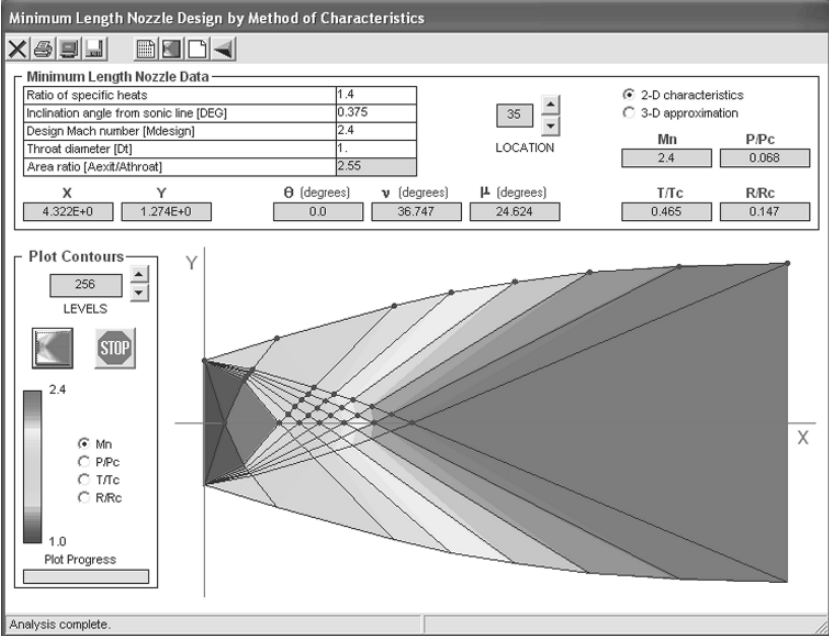 Minimum Length Nozzle Design by Method of Characteristics
Minimum Length Nozzle Data
Ratio of specific heats 1.4
Inclination angle from sonic line [DEG] 0.375
Design Mach number [Mdesign] 2.4
Throat diameter [Dt] 1.
Area ratio [Aexit/Athroat] 2.55
35
LOCATION
2-D characteristics
3-D approximation
Mn P/Pc
2.4 0.068
X Y θ (degrees) ν (degrees) μ (degrees) T/Tc R/Rc
4.322E+0 1.274E+0 0.0 36.747 24.624 0.465 0.147
Plot Contours
256
LEVELS
STOP
2.4
Mn
P/Pc
T/Tc
R/Rc
1.0
Plot Progress
Y
X
Analysis complete.